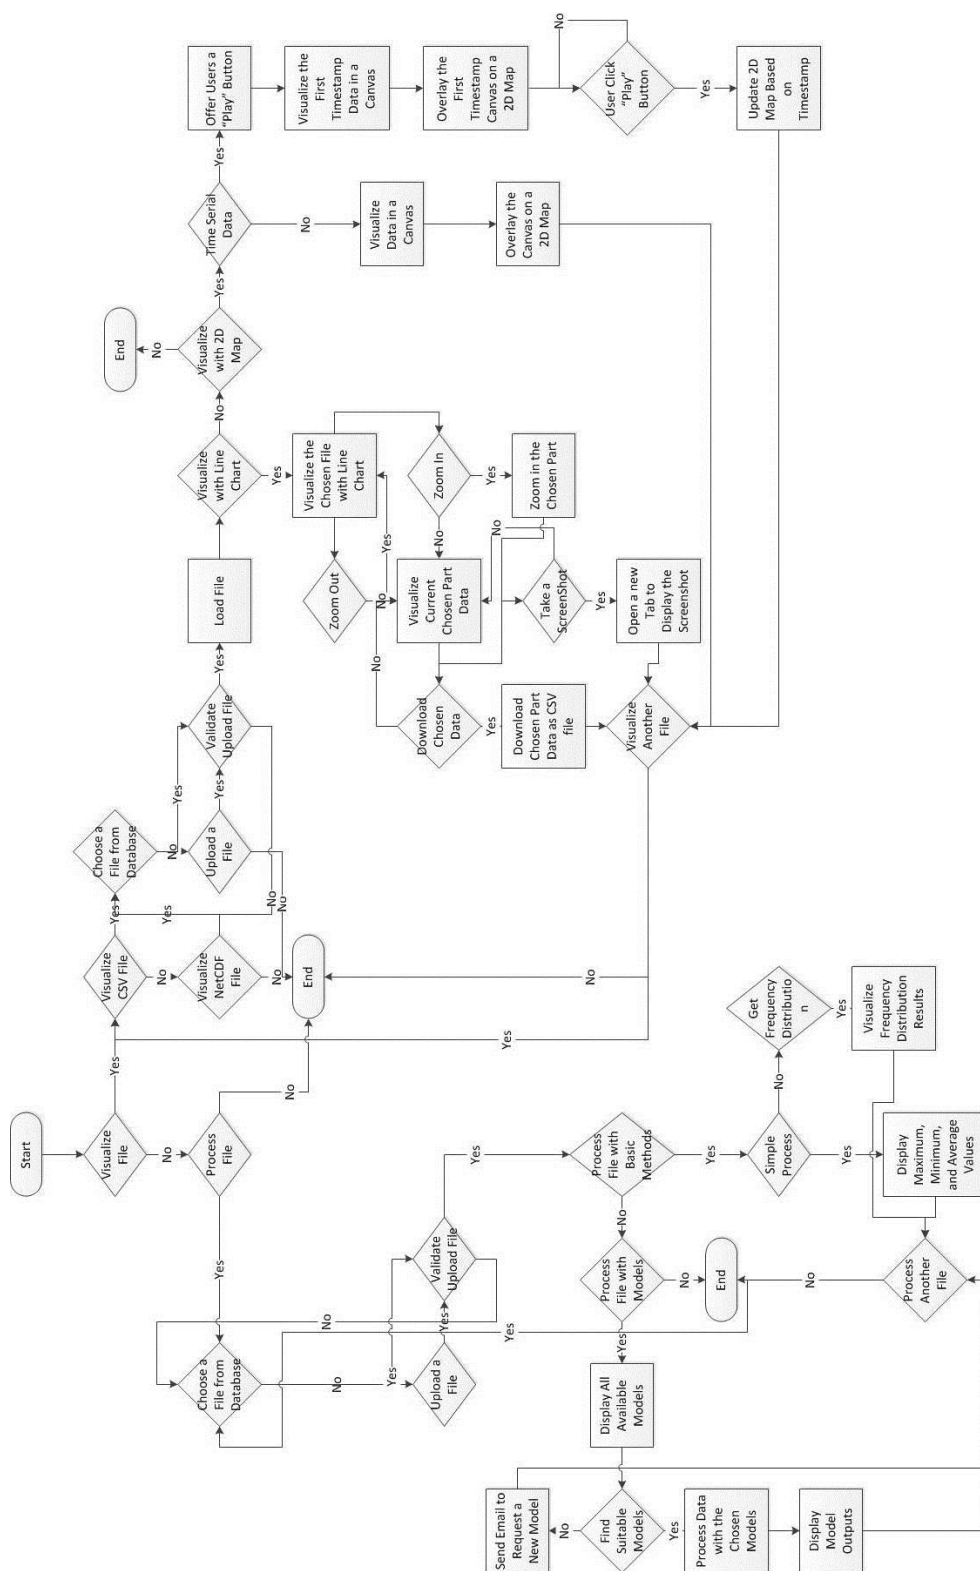 Start
Visualize
File
Yes
No
Process
File
Yes
No
Visualize
CSV File
Yes
No
Visualize
NetCDF
File
Yes
No
End
Choose a
File from
Database
Yes
No
Upload a
File
Yes
No
Validate
Upload File
Yes
No
Load File
Visualize
with Line
Chart
No
Yes
Visualize
with 2D
Map
No
End
Yes
Time Serial
Data
Yes
No
Offer Users a
“Play” Button
Visualize the
First
Timestamp
Data in a
Canvas
Overlay the
First
Timestamp
Canvas on a
2D Map
User Click
“Play”
Button
No
Yes
Update 2D
Map Based
on
Timestamp
Visualize
Data in a
Canvas
Overlay the
Canvas on a
2D Map
Visualize the
Chosen File
with Line
Chart
Zoom Out
Yes
No
Zoom In
No
Yes
Zoom in the
Chosen Part
Visualize
Current
Chosen Part
Data
Take a
ScreenShot
No
Yes
Open a new
Tab to
Display the
Screenshot
Download
Chosen
Data
No
Yes
Download
Chosen Part
Data as CSV
file
Visualize
Another
File
No
Yes
Choose a
File from
Database
No
Yes
Upload a
File
Yes
Validate
Upload File
No
Yes
Process
File with
Basic
Methods
No
Yes
Process
File with
Models
No
Yes
End
Display All
Available
Models
Find
Suitable
Models
No
Yes
Send Email to
Request a
New Model
Process Data
with the
Chosen
Models
Display
Model
Outputs
Simple
Process
No
Yes
Get
Frequency
Distributio
n
Yes
Visualize
Frequency
Distribution
Results
Display
Maximum,
Minimum,
and Average
Values
Process
Another
File
No
Yes